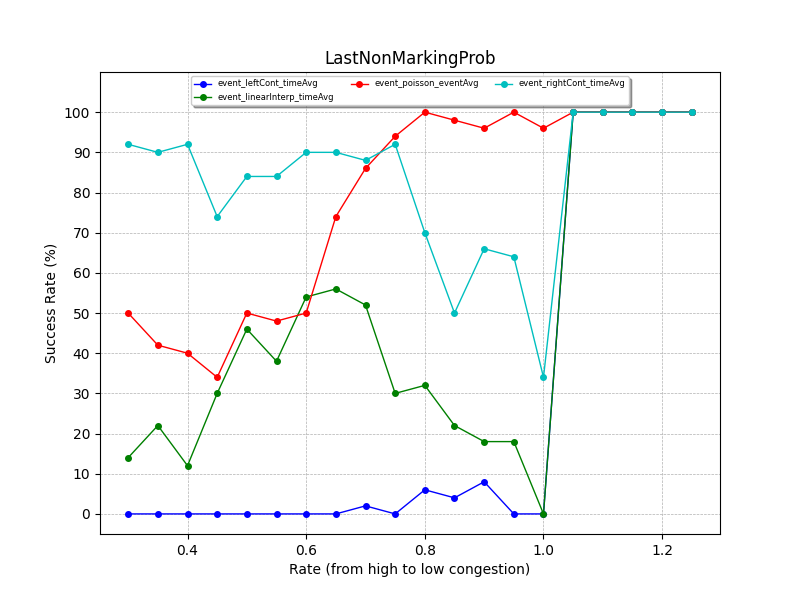 LastNonMarkingProb
event_leftCont_timeAvg event_poisson_eventAvg event_rightCont_timeAvg
event_linearInterp_timeAvg
100
90
80
70
60
50
40
30
20
10
0
Success Rate (%)
0.4 0.6 0.8 1.0 1.2
Rate (from high to low congestion)